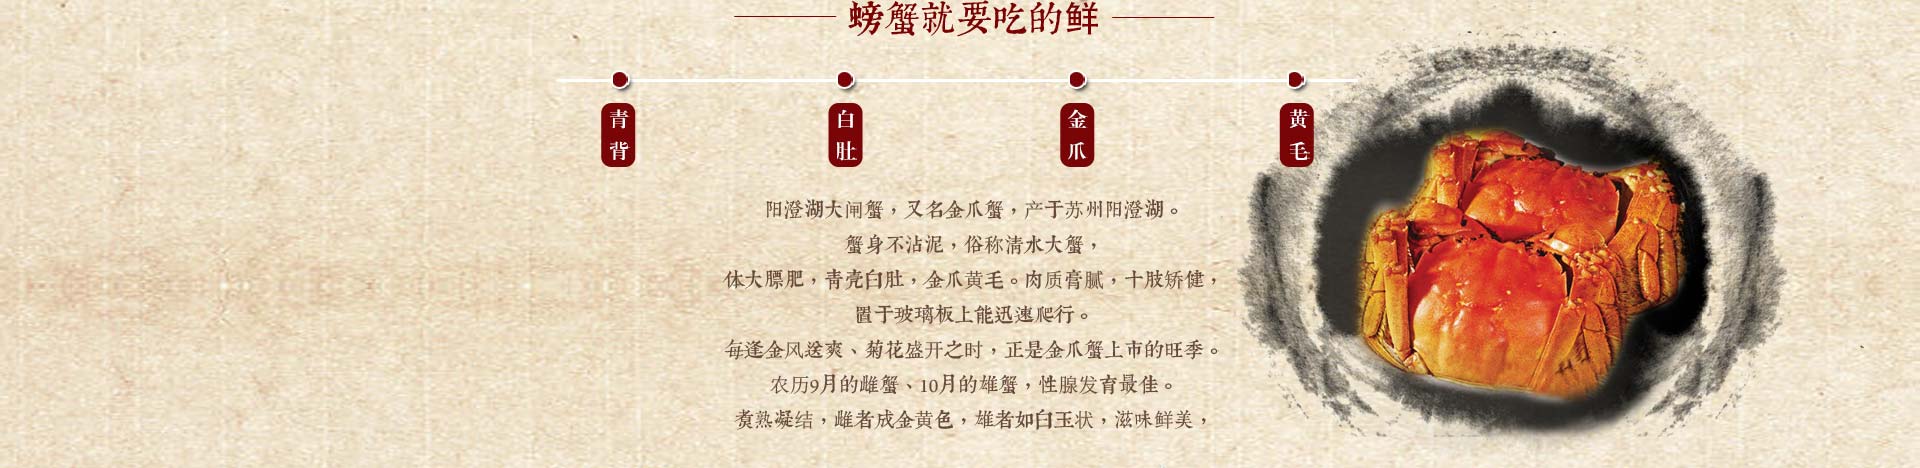 螃蟹就要吃的鲜
青背
白肚
金爪
黄毛
阳澄湖大闸蟹，又名金爪蟹，产于苏州阳澄湖。
蟹身不沾泥，俗称清水大蟹，
体大膘肥，青壳白肚，金爪黄毛。肉质膏腻，十肢矫健，
置于玻璃板上能迅速爬行。
每逢金风送爽、菊花盛开之时，正是金爪蟹上市的旺季。
农历9月的雌蟹、10月的雄蟹，性腺发育最佳。
煮熟凝结，雌者成金黄色，雄者如白玉状，滋味鲜美，